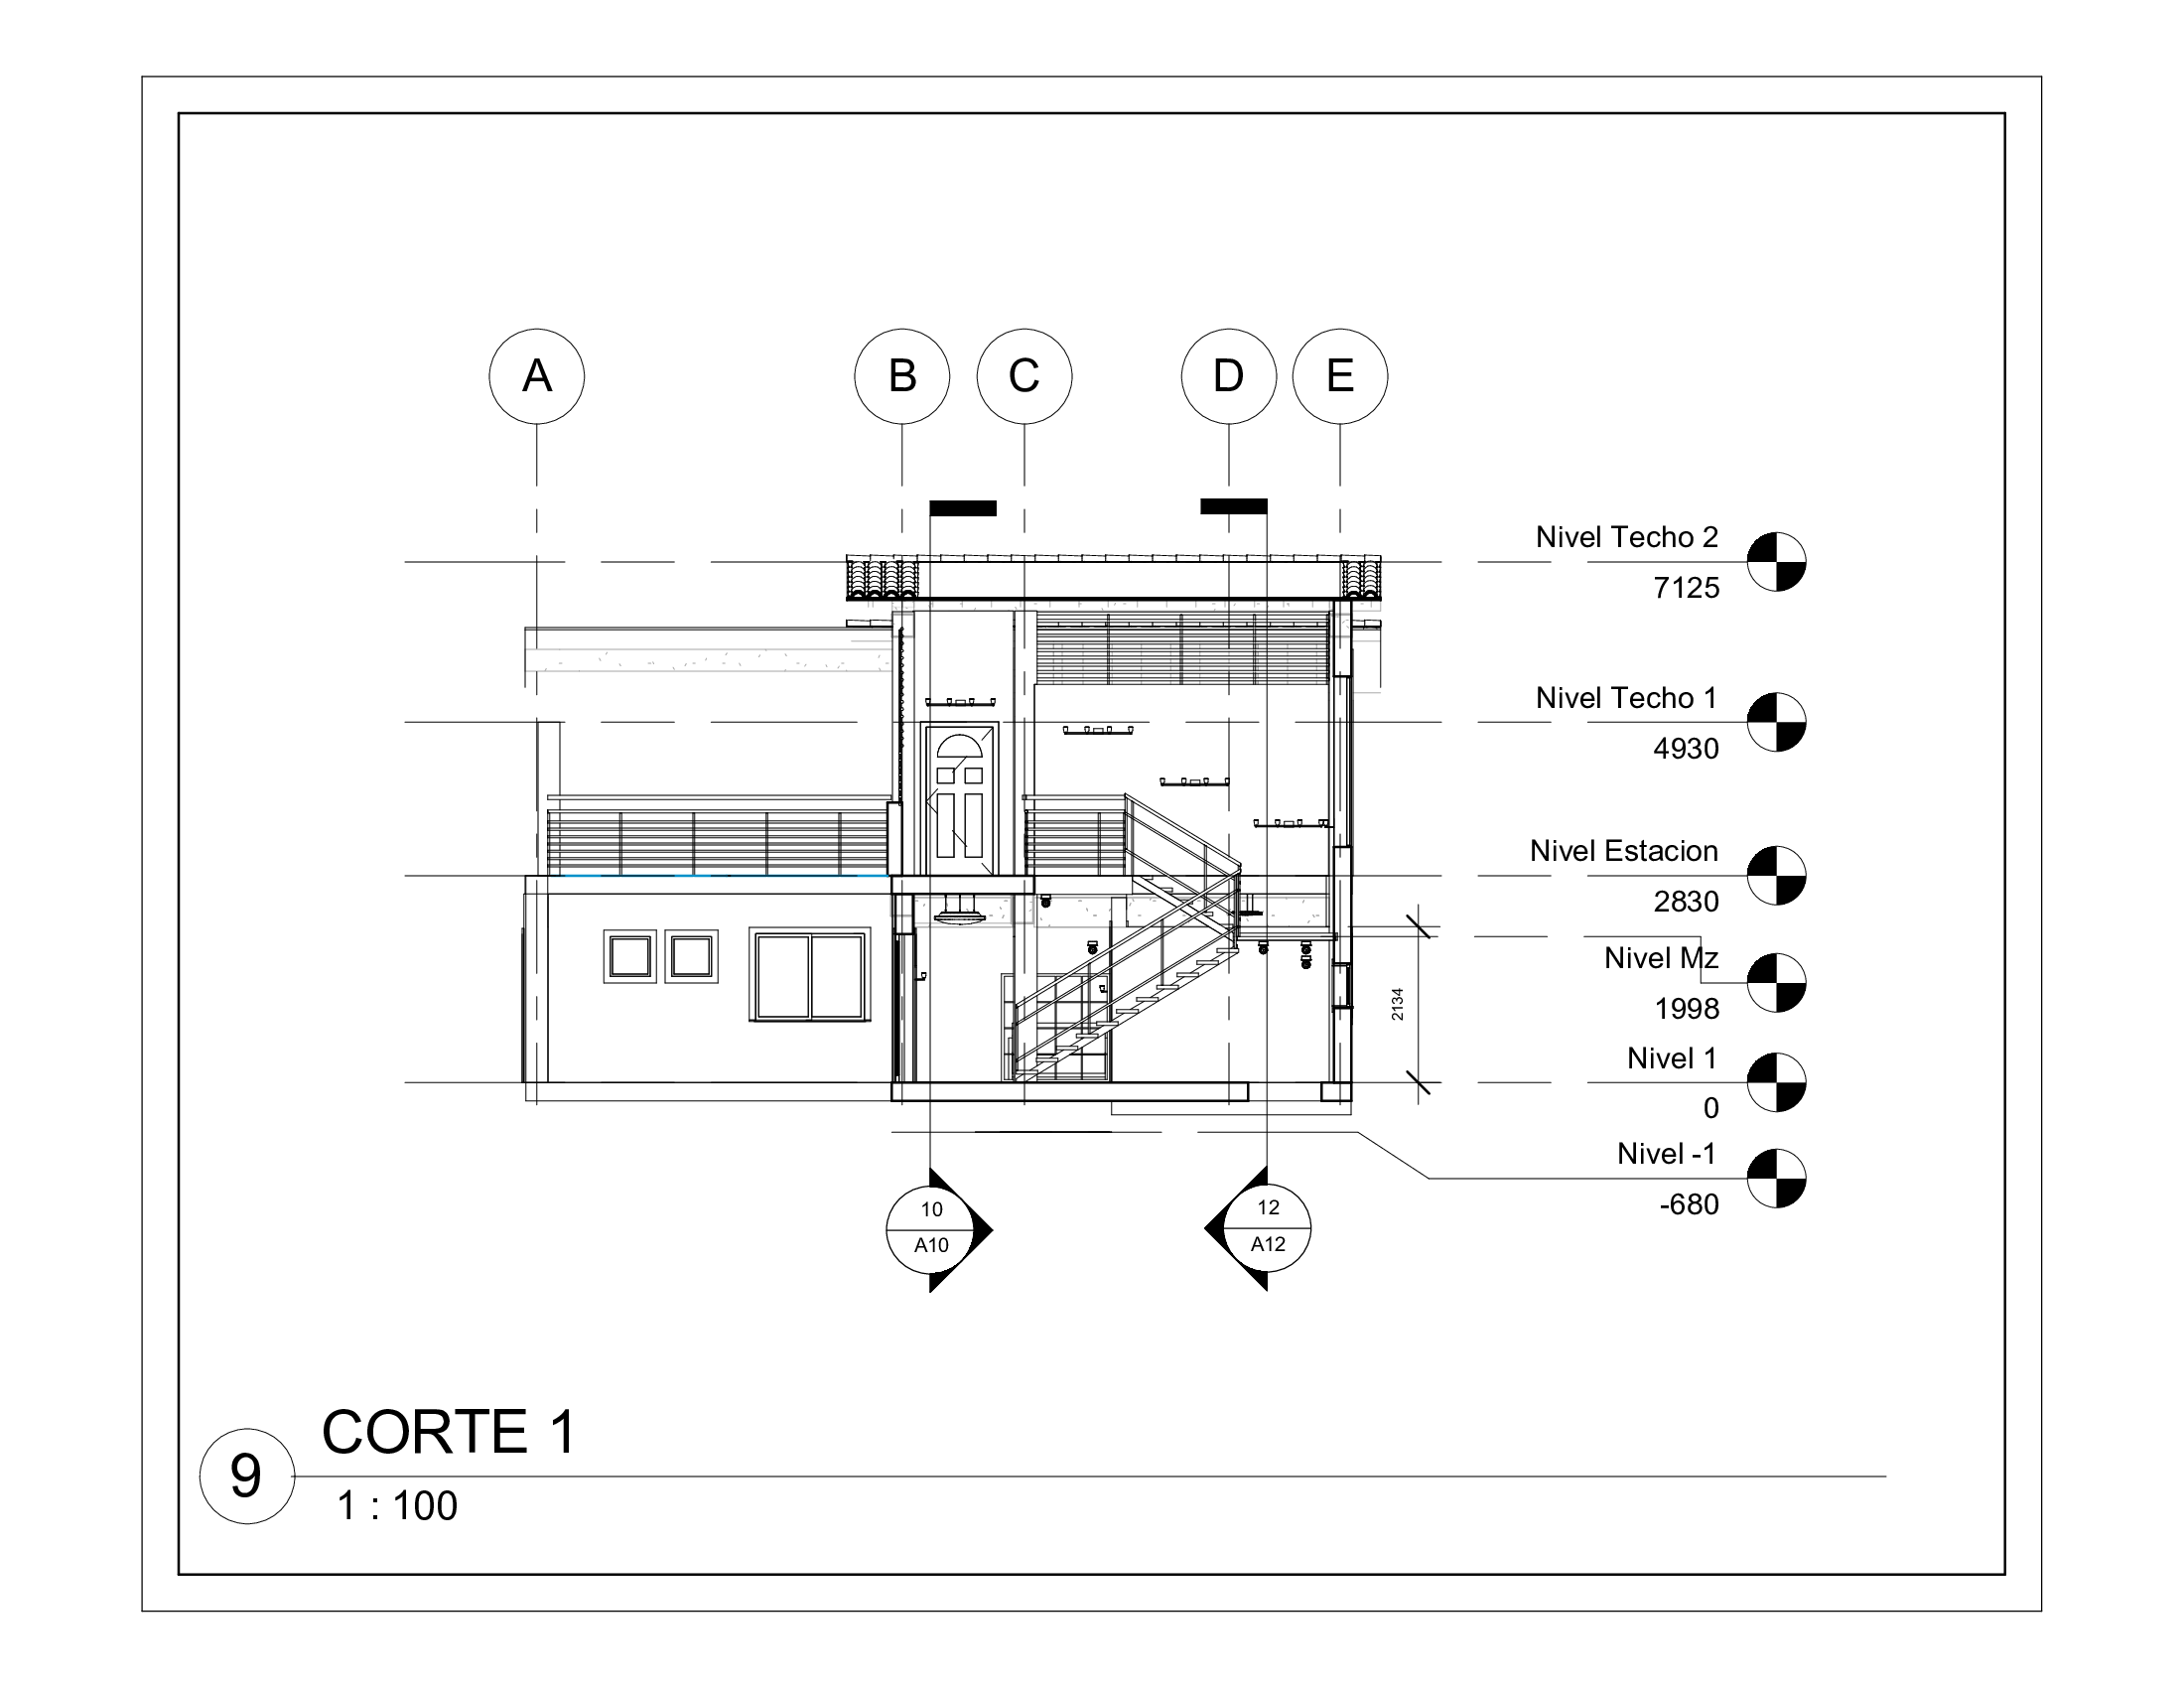 A
B
C
D
E
Nivel Techo 2
7125
Nivel Techo 1
4930
Nivel Estacion
2830
Nivel Mz
1998
2134
Nivel 1
0
Nivel -1
-680
10
A10
12
A12
CORTE 1
9
1 : 100